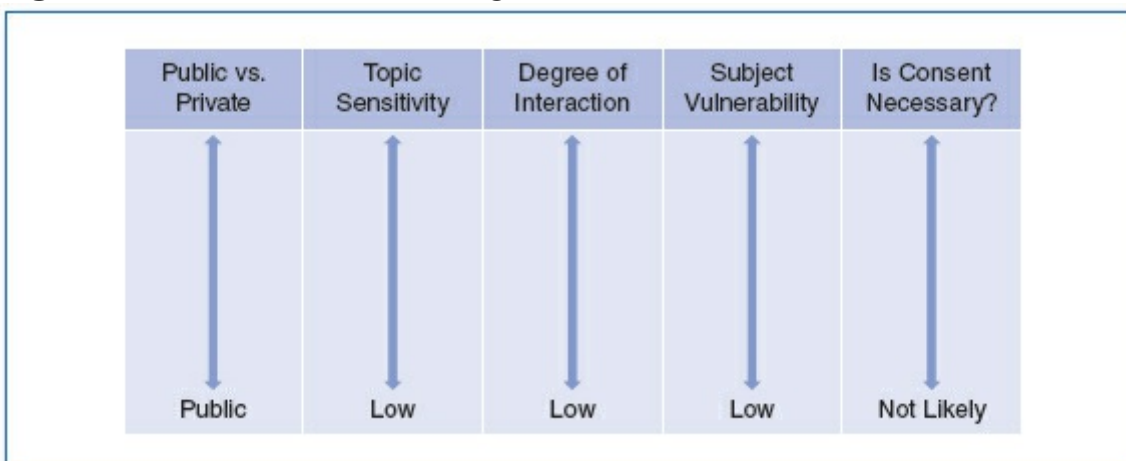 Public vs.
Private
Topic
Sensitivity
Degree of
Interaction
Subject
Vulnerability
Is Consent
Necessary?
Public
Low
Low
Low
Not Likely